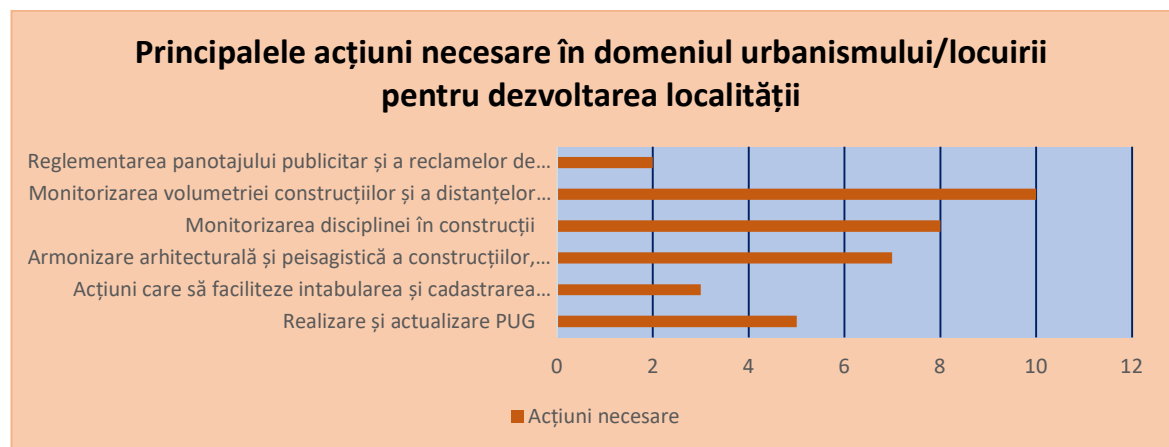 Principalele acțiuni necesare în domeniul urbanismului/locuirii
pentru dezvoltarea localității
Reglementarea panotajului publicitar și a reclamelor de...
Monitorizarea volumetriei construcțiilor și a distanțelor...
Monitorizarea disciplinei în construcții
Armonizare arhitecturală și peisagistică a construcțiilor,...
Acțiuni care să faciliteze intabularea și cadastrarea...
Realizare și actualizare PUG
0 2 4 6 8 10 12
Acțiuni necesare